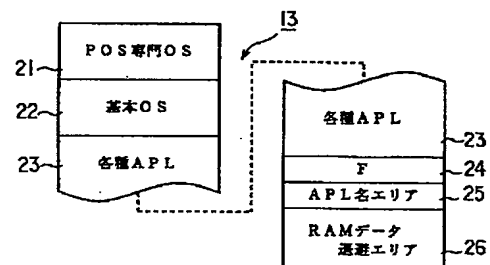 13
21
POS専門OS
22
基本OS
23
各種APL
各種APL
23
F
24
APL名エリア
25
RAMデータ
退避エリア
26